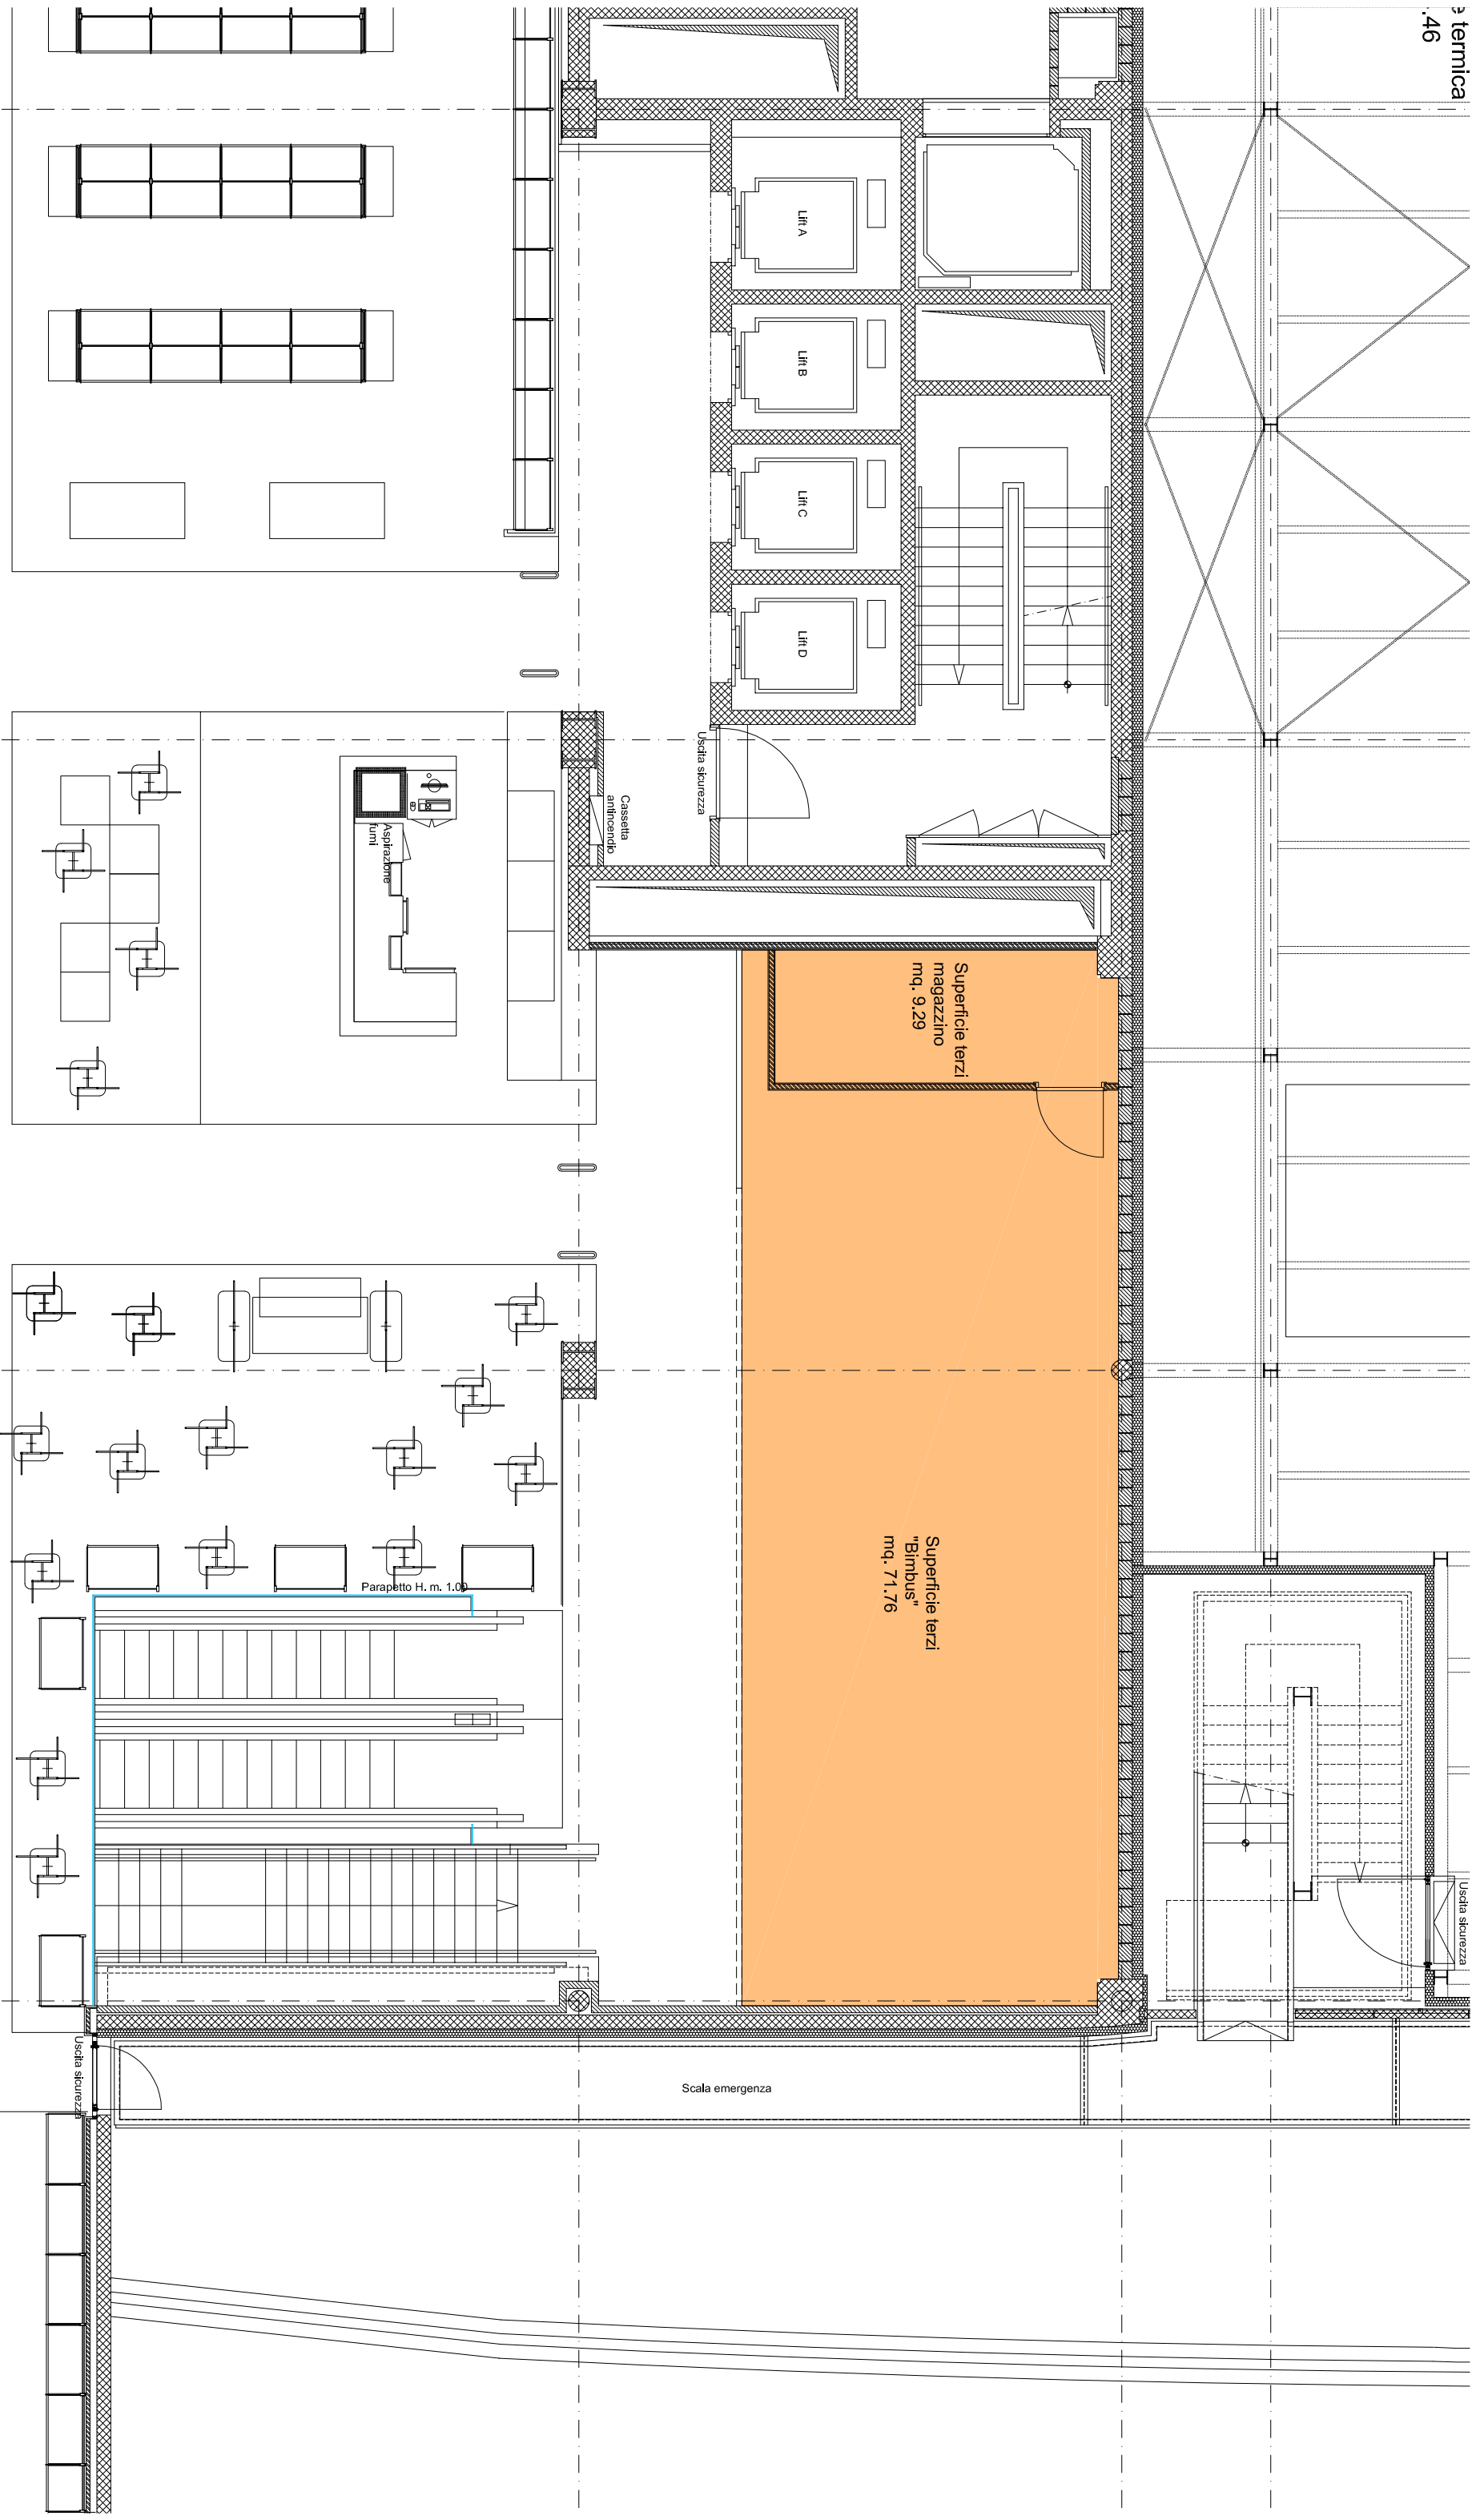 e termica
.46
Lift A
Lift B
Lift C
Lift D
Uscita sicurezza
Cassetta
antincendio
Aspirazione
fumi
Superficie terzi
magazzino
mq. 9.29
Superficie terzi
"Bimbus"
mq. 71.76
Parapetto H. m. 1.00
Uscita sicurezza
Uscita sicurezza
Scala emergenza